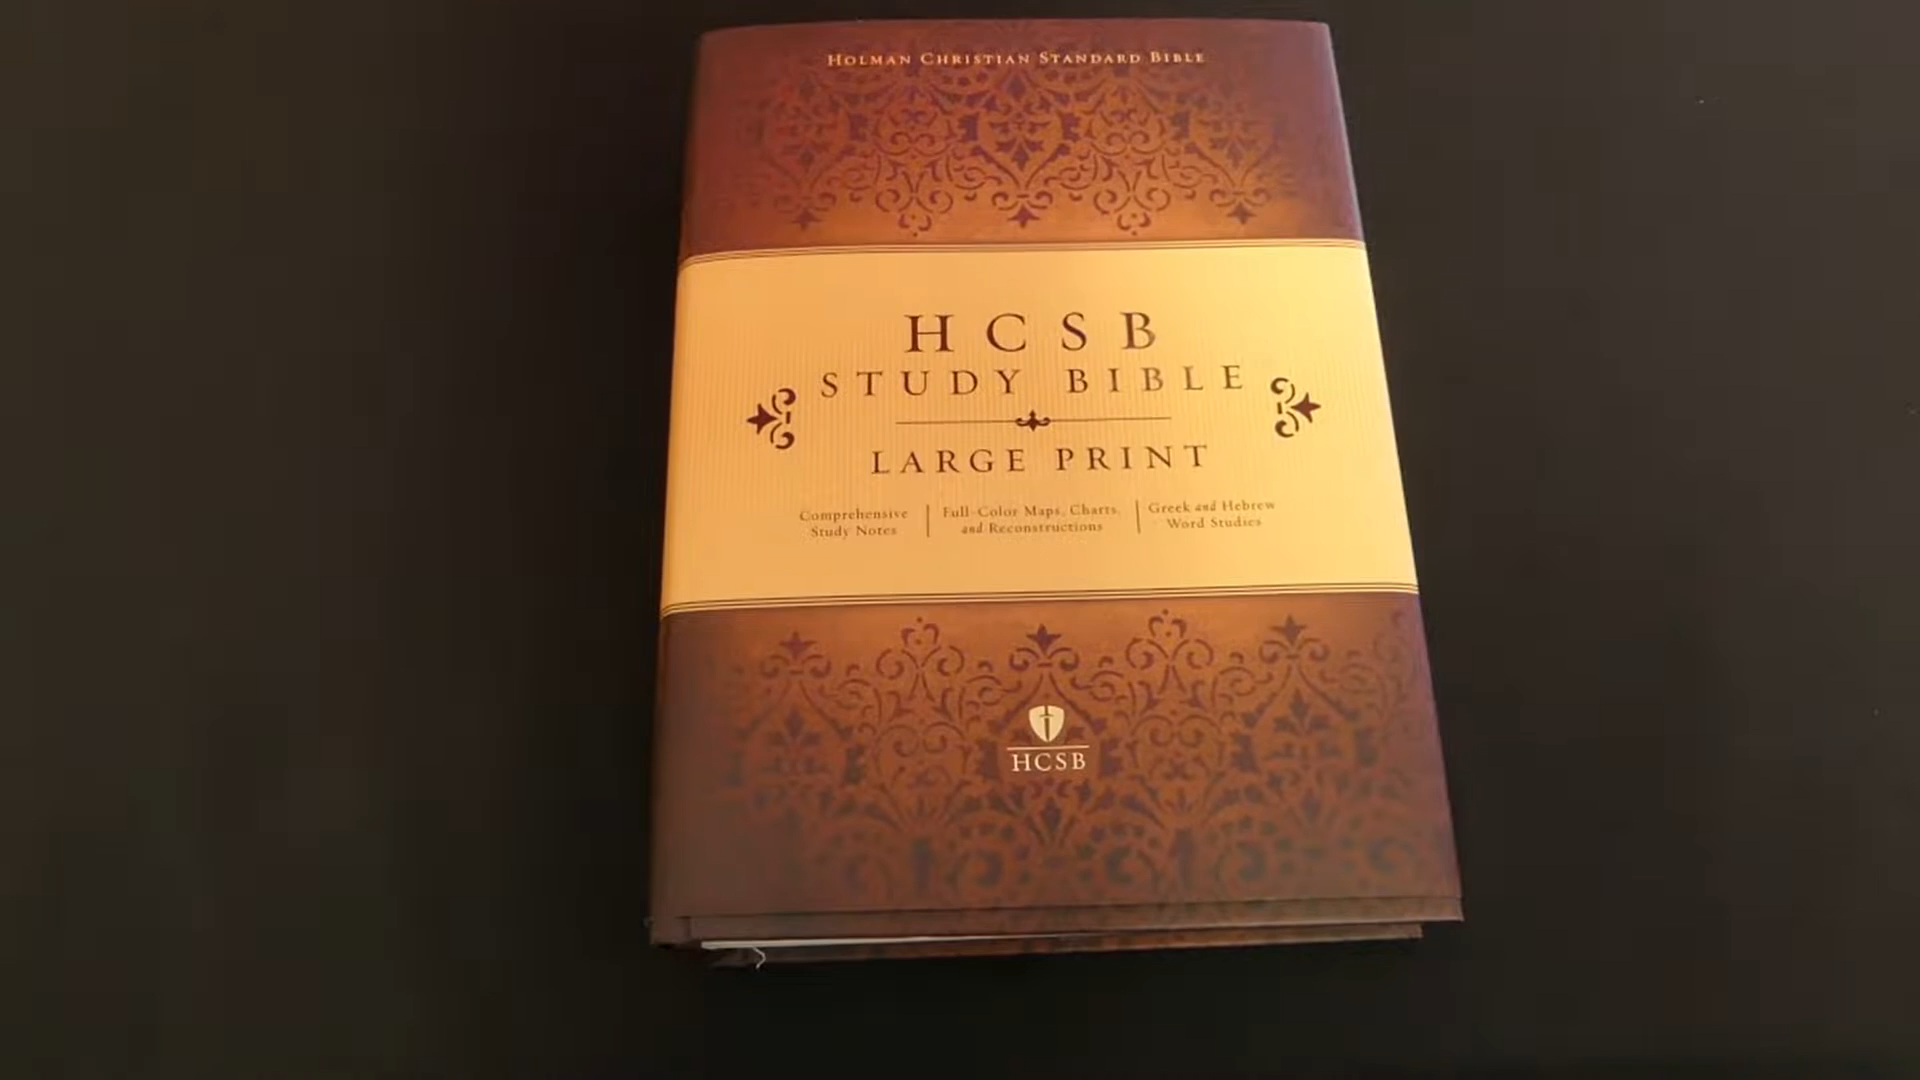 HOLMAN CHRISTIAN STANDARD BIBLE
HCSB
STUDY BIBLE
LARGE PRINT
Comprehensive
Study Notes
Full-Color Maps, Charts,
and Reconstructions
Greek and Hebrew
Word Studies
HCSB